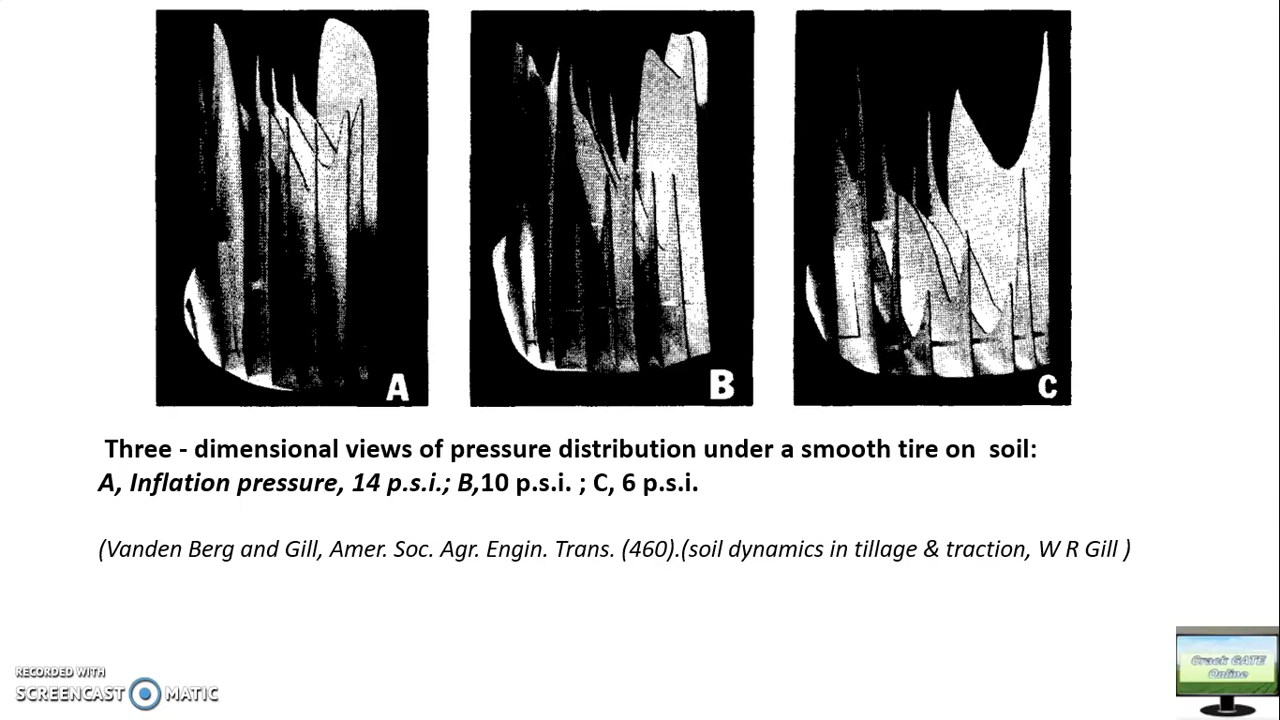 A
B
C
Three - dimensional views of pressure distribution under a smooth tire on soil:
A, Inflation pressure, 14 p.s.i.; B,10 p.s.i. ; C, 6 p.s.i.
(Vanden Berg and Gill, Amer. Soc. Agr. Engin. Trans. (460).(soil dynamics in tillage & traction, W R Gill )
RECORDED WITH
SCREENCAST MATIC
Crack GATE
Online